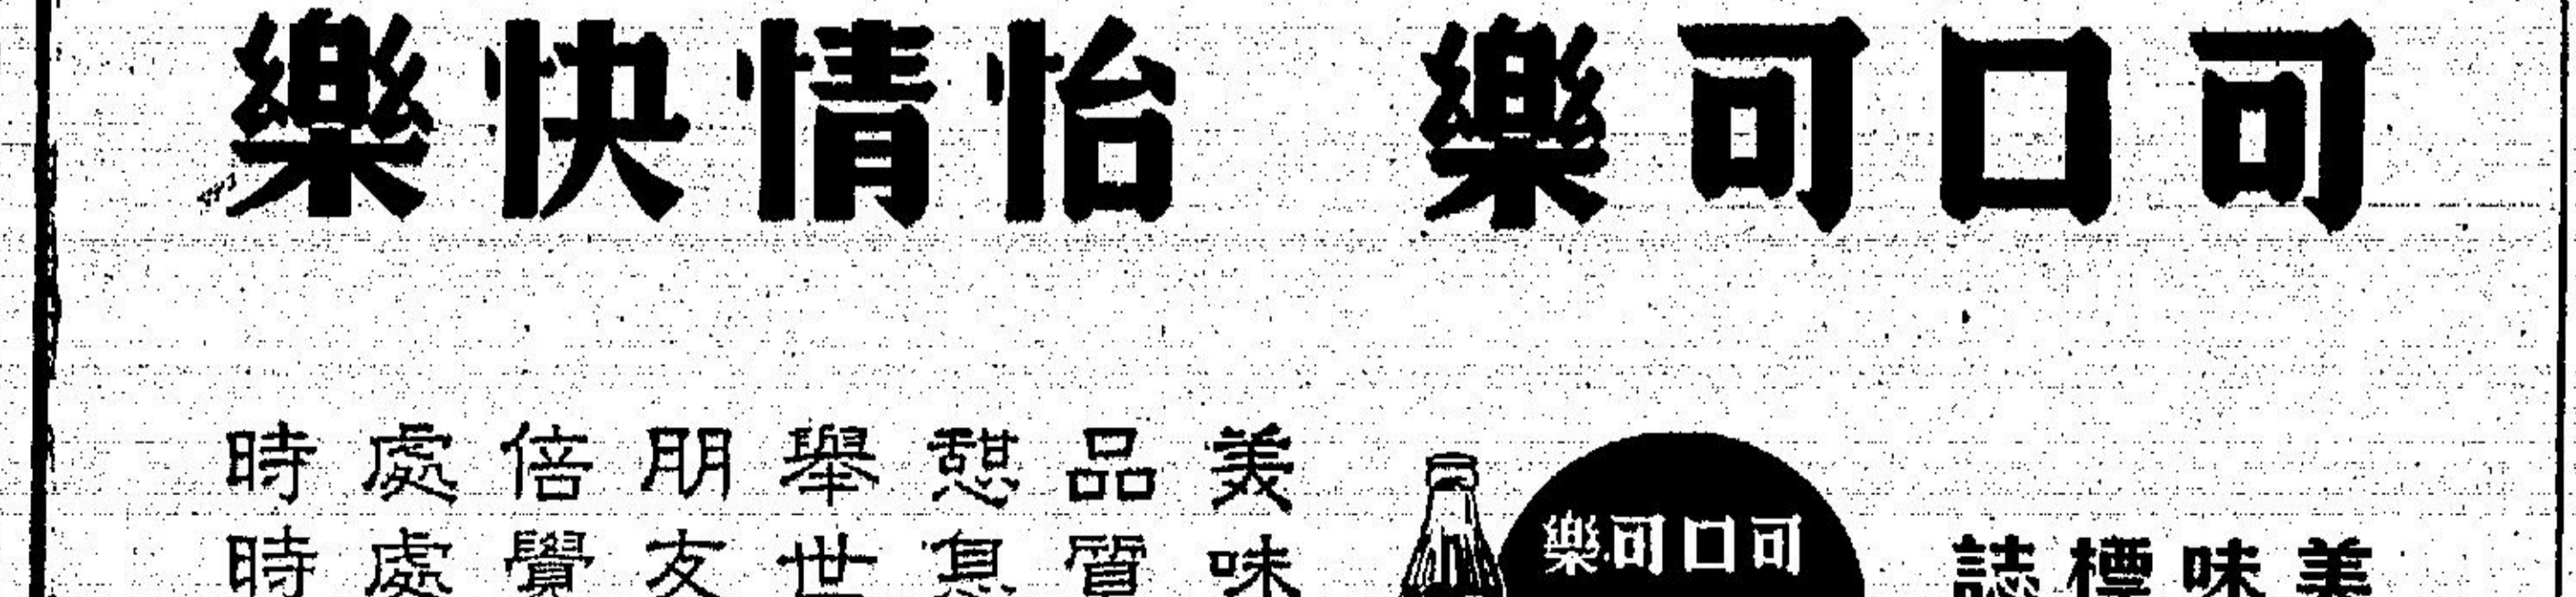 可口可樂 怡情快樂
可口可樂
美味標誌
美味
品質
憩息
舉世
朋友
倍覺
處處
時時